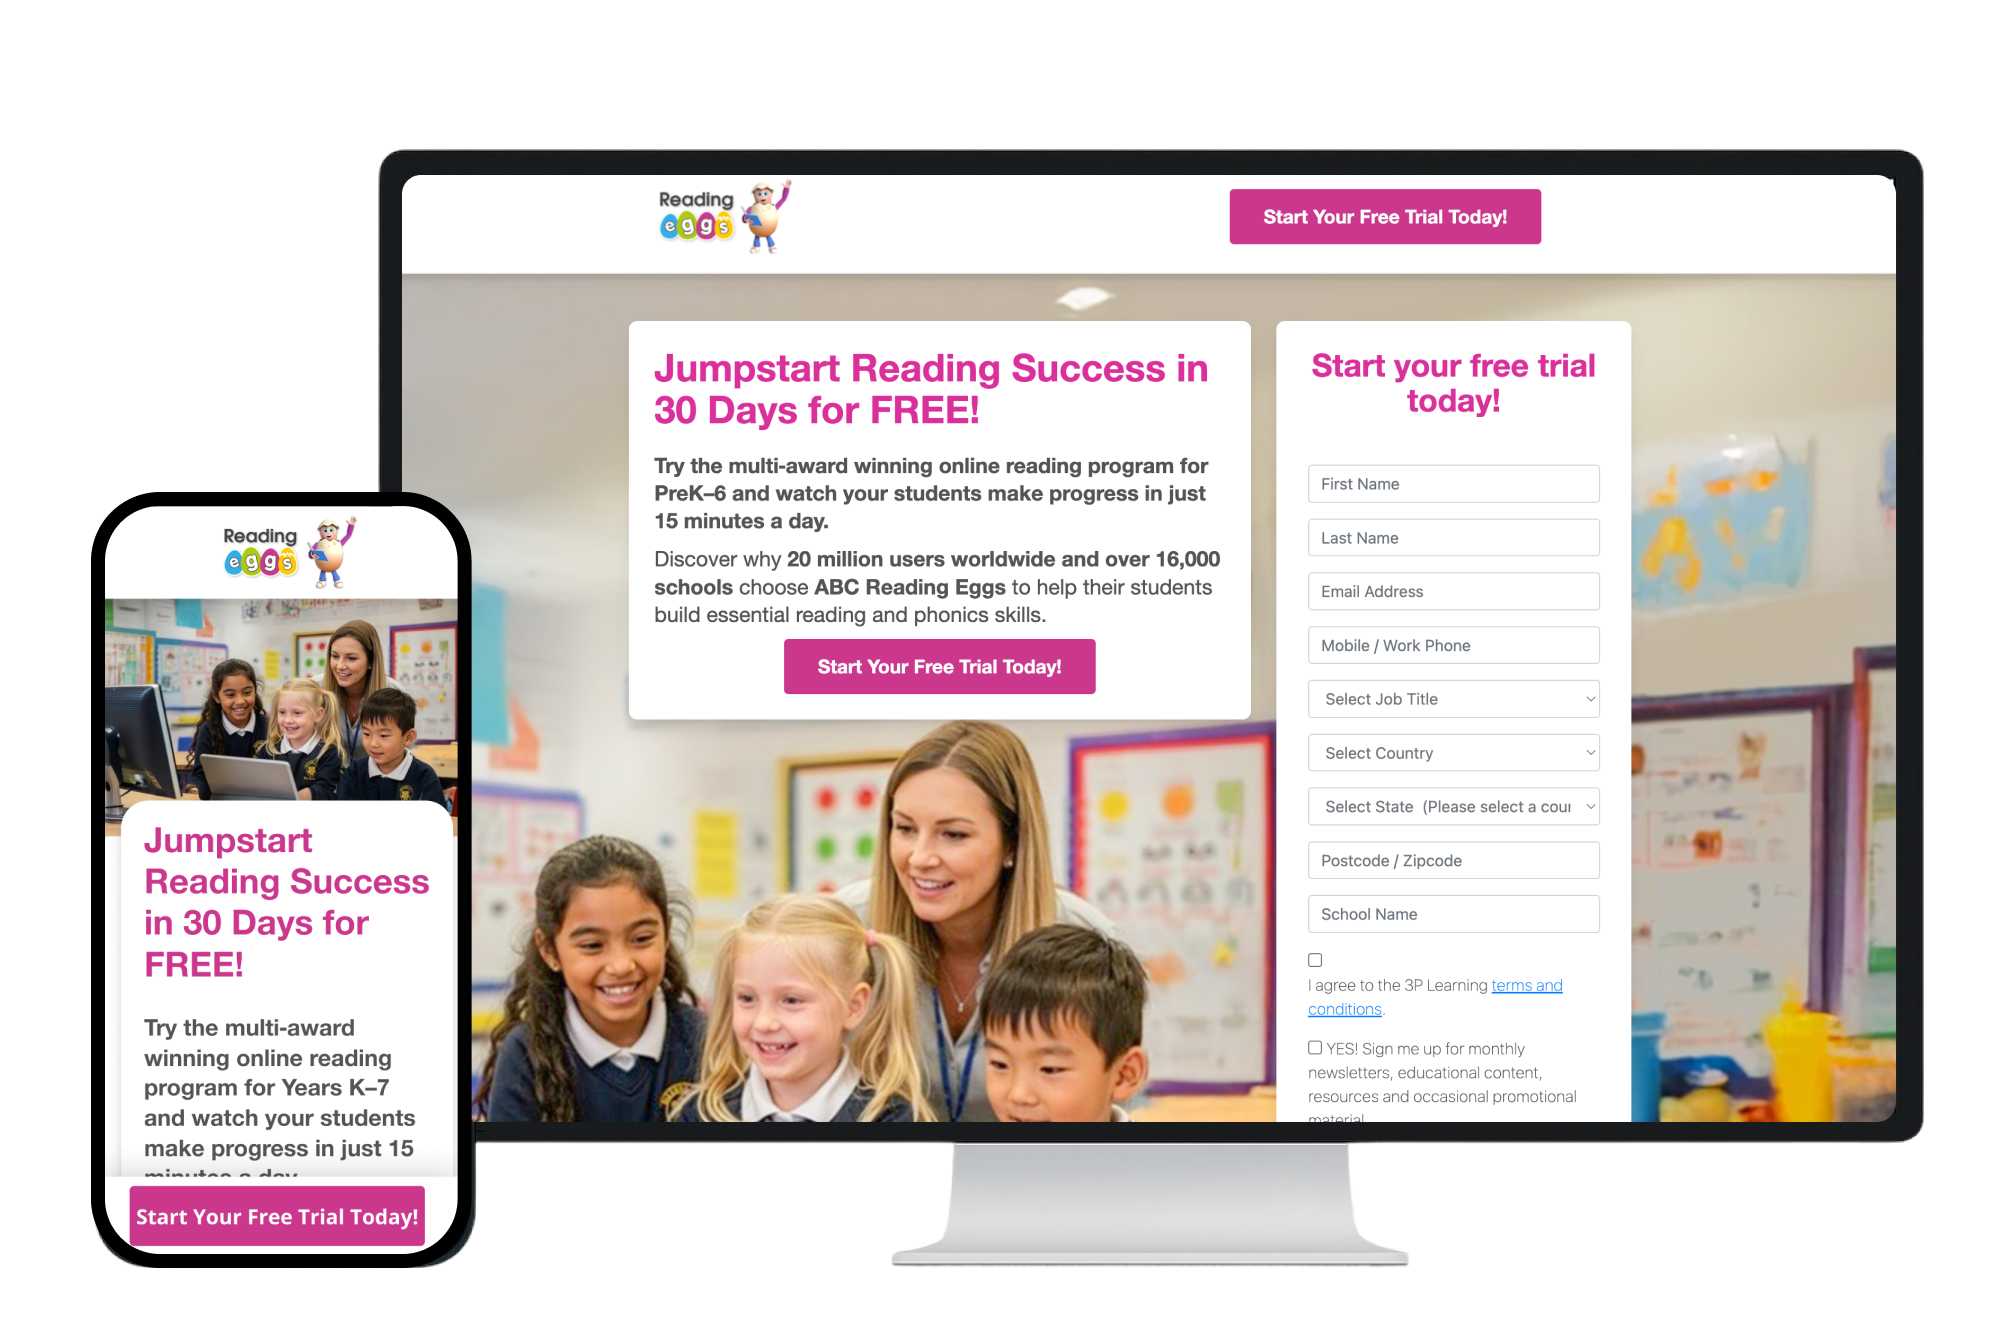 Reading
eggs
Start Your Free Trial Today!
Jumpstart Reading Success in
30 Days for FREE!
Try the multi-award winning online reading program for
PreK–6 and watch your students make progress in just
15 minutes a day.
Discover why 20 million users worldwide and over 16,000
schools choose ABC Reading Eggs to help their students
build essential reading and phonics skills.
Start Your Free Trial Today!
Start your free trial
today!
First Name
Last Name
Email Address
Mobile / Work Phone
Select Job Title
Select Country
Select State (Please select a cour
Postcode / Zipcode
School Name
I agree to the 3P Learning terms and
conditions.
YES! Sign me up for monthly
newsletters, educational content,
resources and occasional promotional
material
Reading
eggs
Jumpstart
Reading Success
in 30 Days for
FREE!
Try the multi-award
winning online reading
program for Years K–7
and watch your students
make progress in just 15
minutes a day
Start Your Free Trial Today!